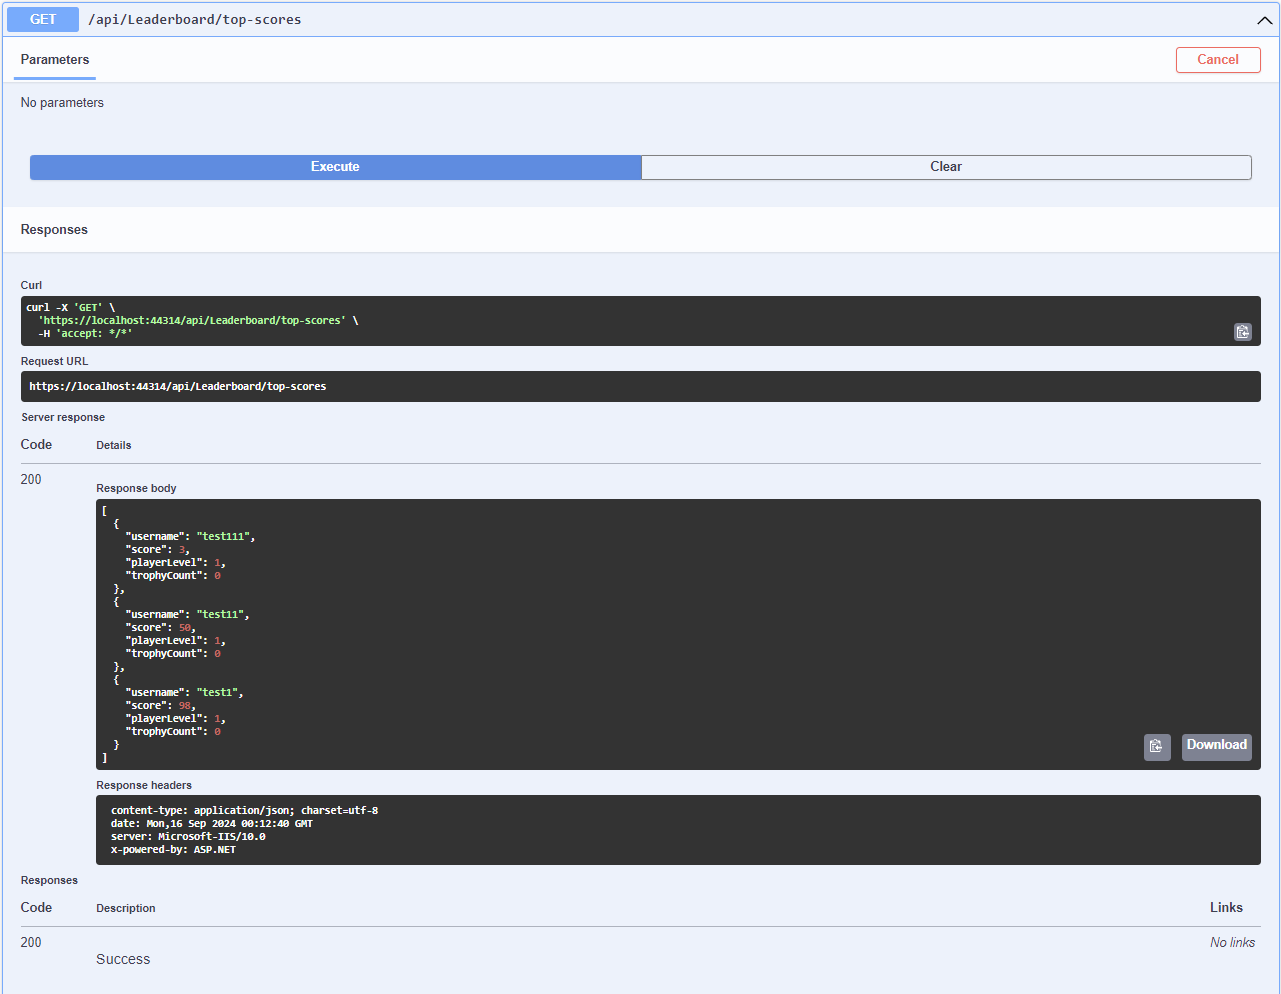 GET /api/Leaderboard/top-scores
Parameters
Cancel
No parameters
Execute
Clear
Responses
Curl
curl -X 'GET' \
  'https://localhost:44314/api/Leaderboard/top-scores' \
  -H 'accept: */*'
Request URL
https://localhost:44314/api/Leaderboard/top-scores
Server response
Code Details
200
Response body
[
  {
    "username": "test111",
    "score": 3,
    "playerLevel": 1,
    "trophyCount": 0
  },
  {
    "username": "test11",
    "score": 50,
    "playerLevel": 1,
    "trophyCount": 0
  },
  {
    "username": "test1",
    "score": 98,
    "playerLevel": 1,
    "trophyCount": 0
  }
]
Download
Response headers
content-type: application/json; charset=utf-8
date: Mon,16 Sep 2024 00:12:40 GMT
server: Microsoft-IIS/10.0
x-powered-by: ASP.NET
Responses
Code Description Links
200 No links
Success